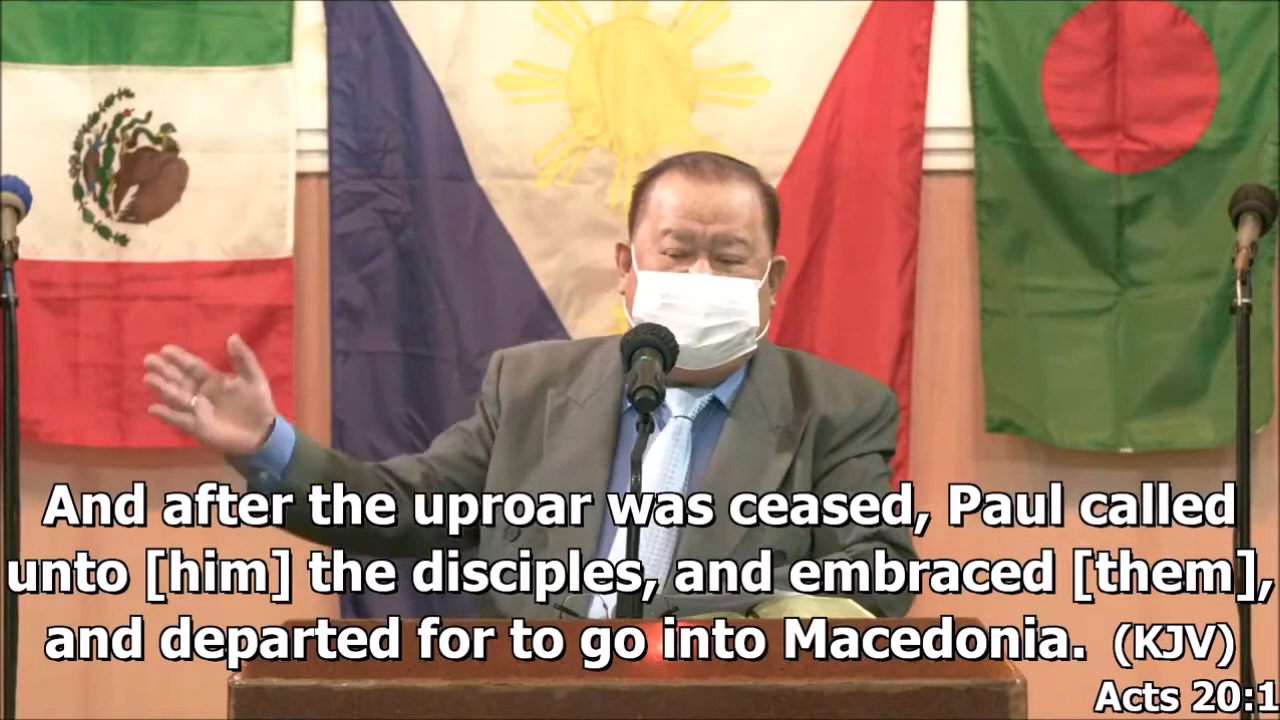 And after the uproar was ceased, Paul called
unto [him] the disciples, and embraced [them],
and departed for to go into Macedonia. (KJV)
Acts 20:1